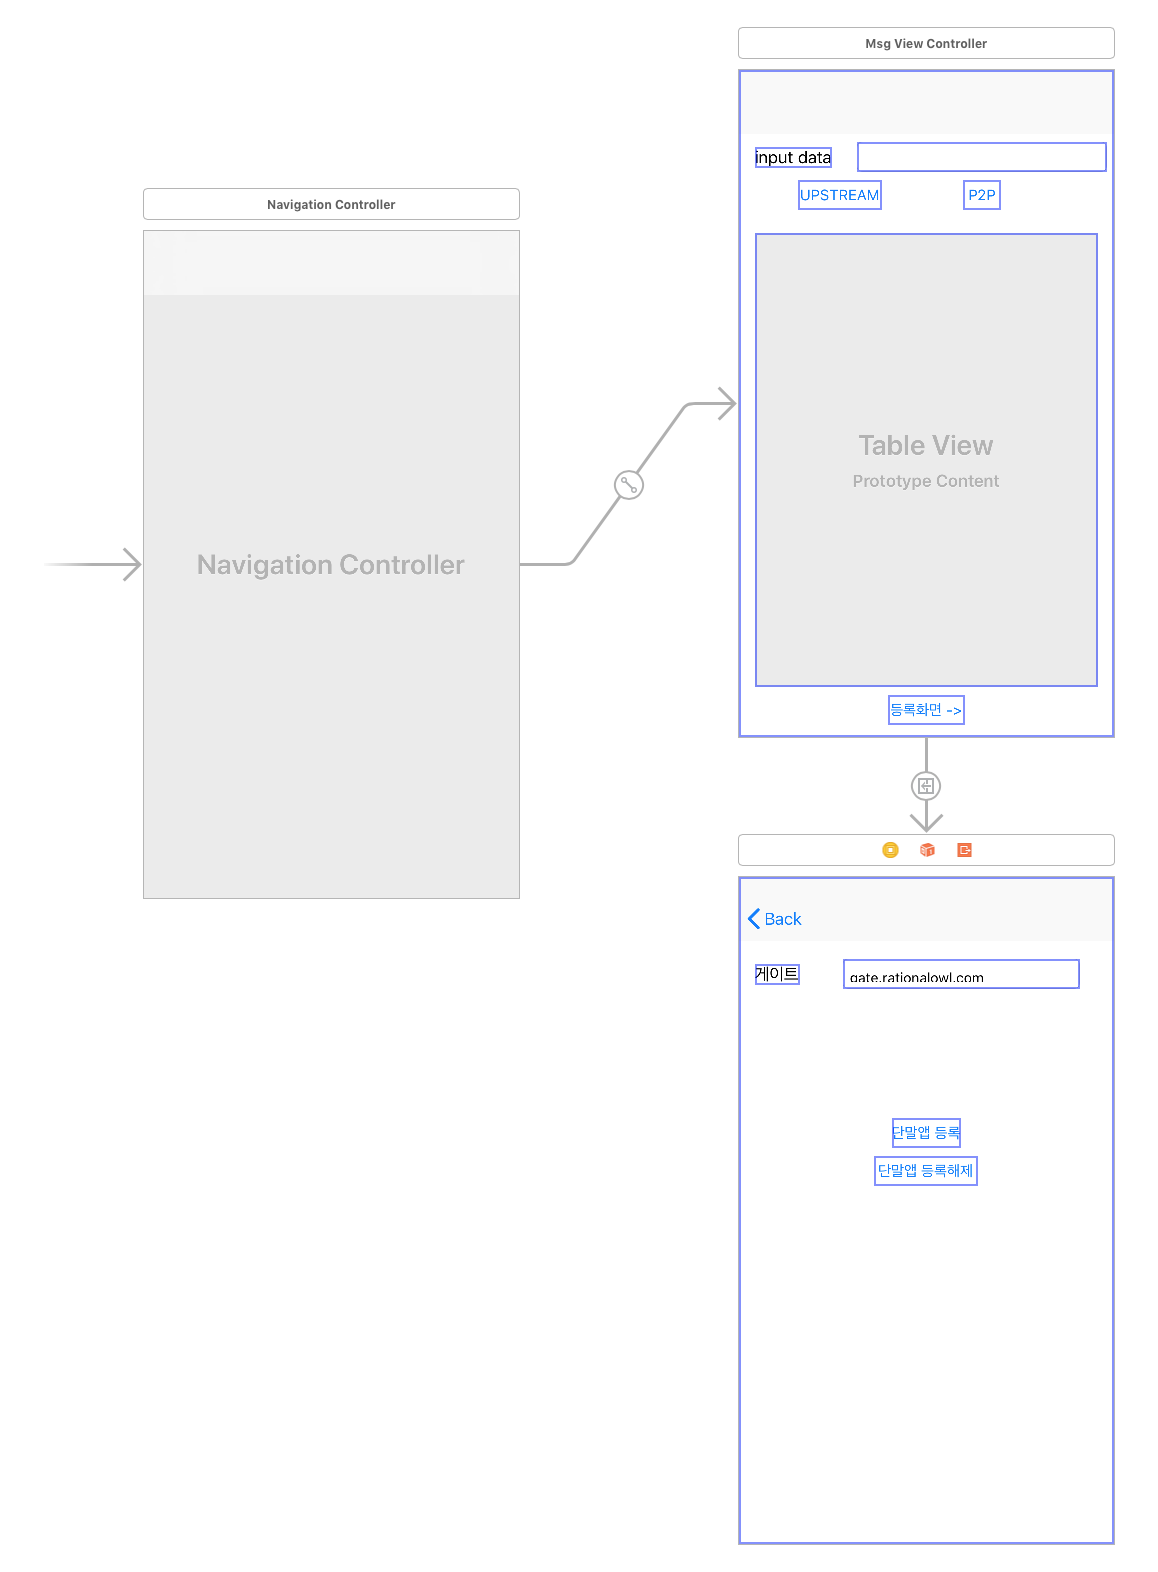 Msg View Controller
input data
UPSTREAM P2P
Table View
Prototype Content
등록화면 ->
Navigation Controller
Navigation Controller
Back
게이트 gate.rationalowl.com
단말앱 등록
단말앱 등록해제